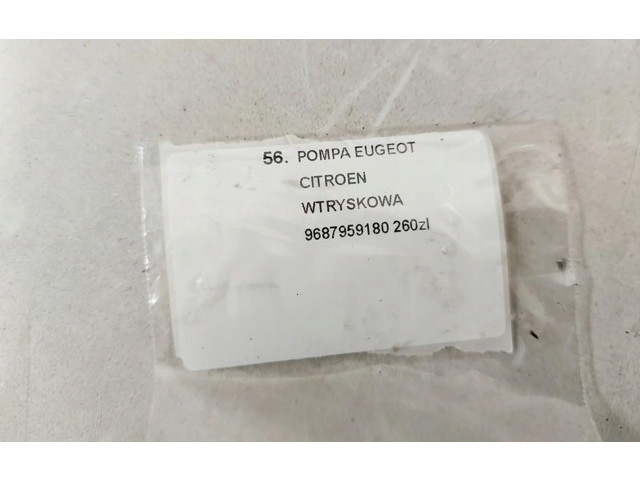 56. POMPA EUGEOT
CITROEN
WTRYSKOWA
9687959180 260zl